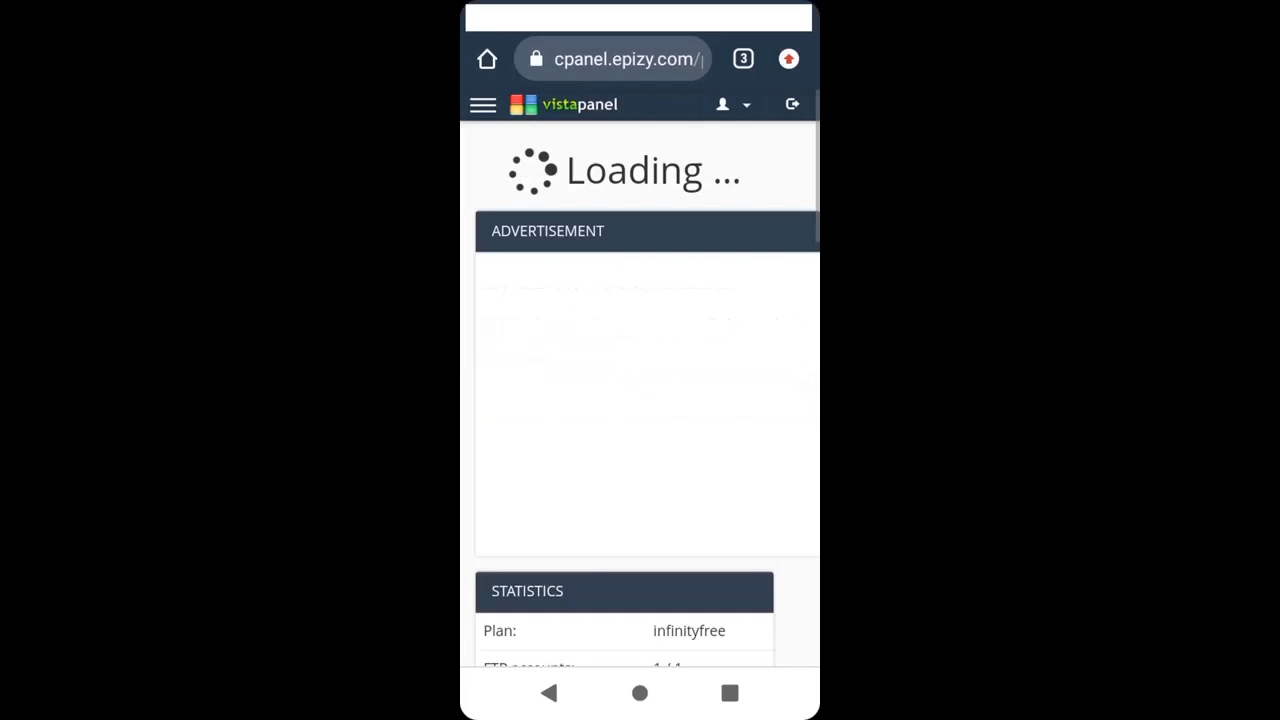 cpanel.epizy.com/
3
vistapanel
Loading ...
ADVERTISEMENT
STATISTICS
Plan: infinityfree